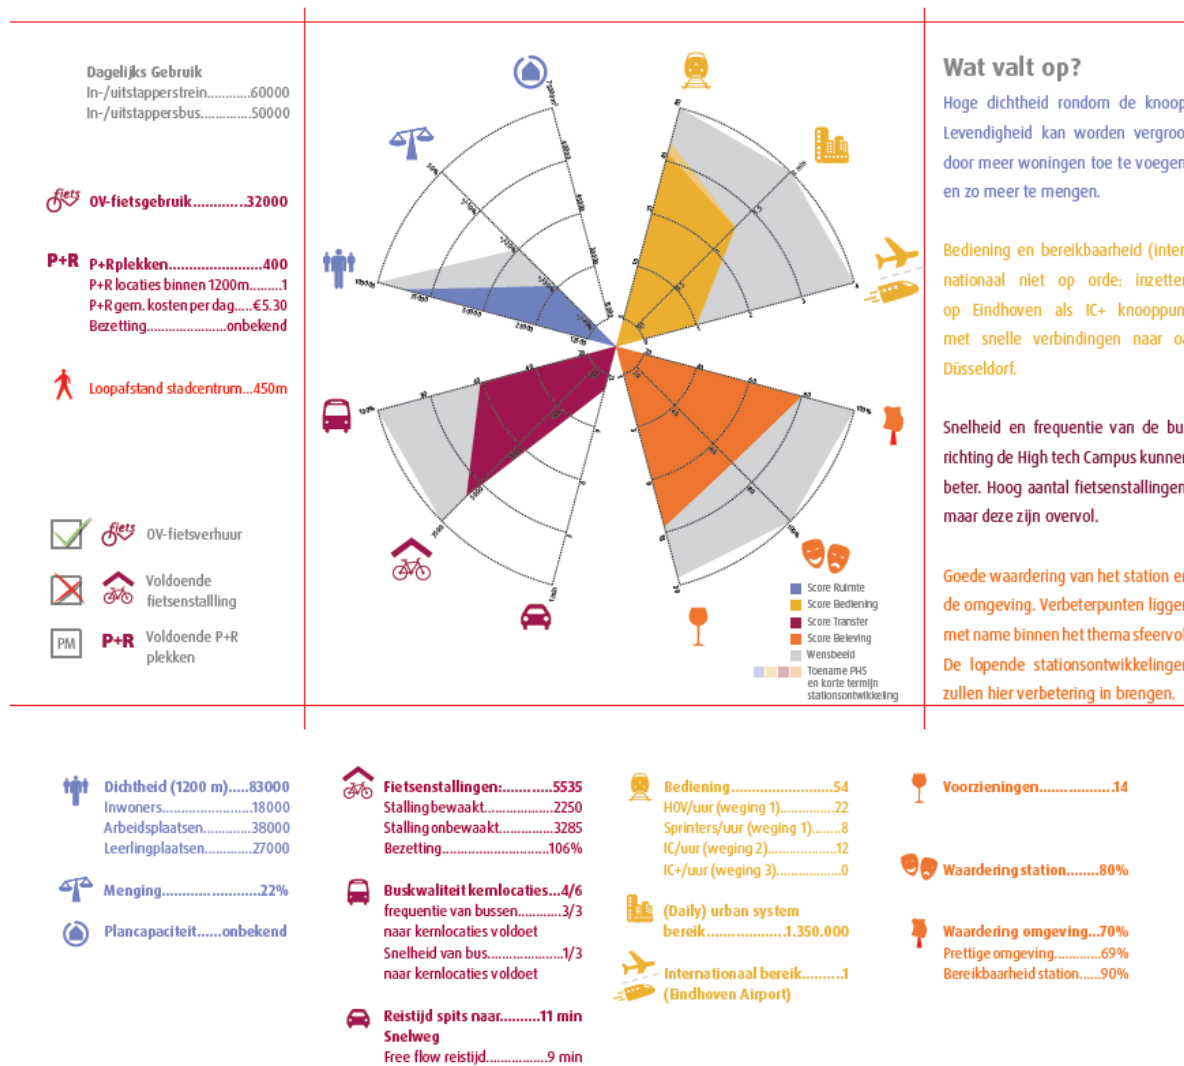 Dagelijks Gebruik
In-/uitstapperstrein............60000
In-/uitstappersbus..............50000
fiets OV-fietsgebruik............32000
P+R P+Rplekken.....................400
P+R locaties binnen 1200m.........1
P+R gem. kosten per dag.....€5.30
Bezetting......................onbekend
Loopafstand stadcentrum...450m
fiets OV-fietsverhuur
Voldoende
fietsenstallling
PM P+R Voldoende P+R
plekken
Score Ruimte
Score Bediening
Score Transfer
Score Beleving
Wensbeeld
Toename PHS
en korte termijn
stationsontwikkeling
Wat valt op?
Hoge dichtheid rondom de knoop
Levendigheid kan worden vergroo
door meer woningen toe te voegen
en zo meer te mengen.
Bediening en bereikbaarheid (inter
nationaal niet op orde: inzetten
op Eindhoven als IC+ knooppun
met snelle verbindingen naar oa
Düsseldorf.
Snelheid en frequentie van de bu
richting de High tech Campus kunnen
beter. Hoog aantal fietsenstallingen
maar deze zijn overvol.
Goede waardering van het station en
de omgeving. Verbeterpunten liggen
met name binnen het thema sfeervol
De lopende stationsontwikkelingen
zullen hier verbetering in brengen.
Dichtheid (1200 m).....83000
Inwoners.......................18000
Arbeidsplaatsen..............38000
Leerlingplaatsen.............27000
Menging.......................22%
Plancapaciteit......onbekend
Fietsenstallingen:............5535
Stalling bewaakt.................2250
Stalling onbewaakt..............3285
Bezetting..........................106%
Buskwaliteit kernlocaties...4/6
frequentie van bussen...........3/3
naar kernlocaties voldoet
Snelheid van bus...................1/3
naar kernlocaties voldoet
Reistijd spits naar..........11 min
Snelweg
Free flow reistijd.................9 min
Bediening.......................54
HOV/uur (weging 1)..............22
Sprinters/uur (weging 1)........8
IC/uur (weging 2)...................12
IC+/uur (weging 3).................0
(Daily) urban system
bereik.................1.350.000
Internationaal bereik..........1
(Eindhoven Airport)
Voorzieningen.................14
Waardering station........80%
Waardering omgeving...70%
Prettige omgeving.............69%
Bereikbaarheid station......90%